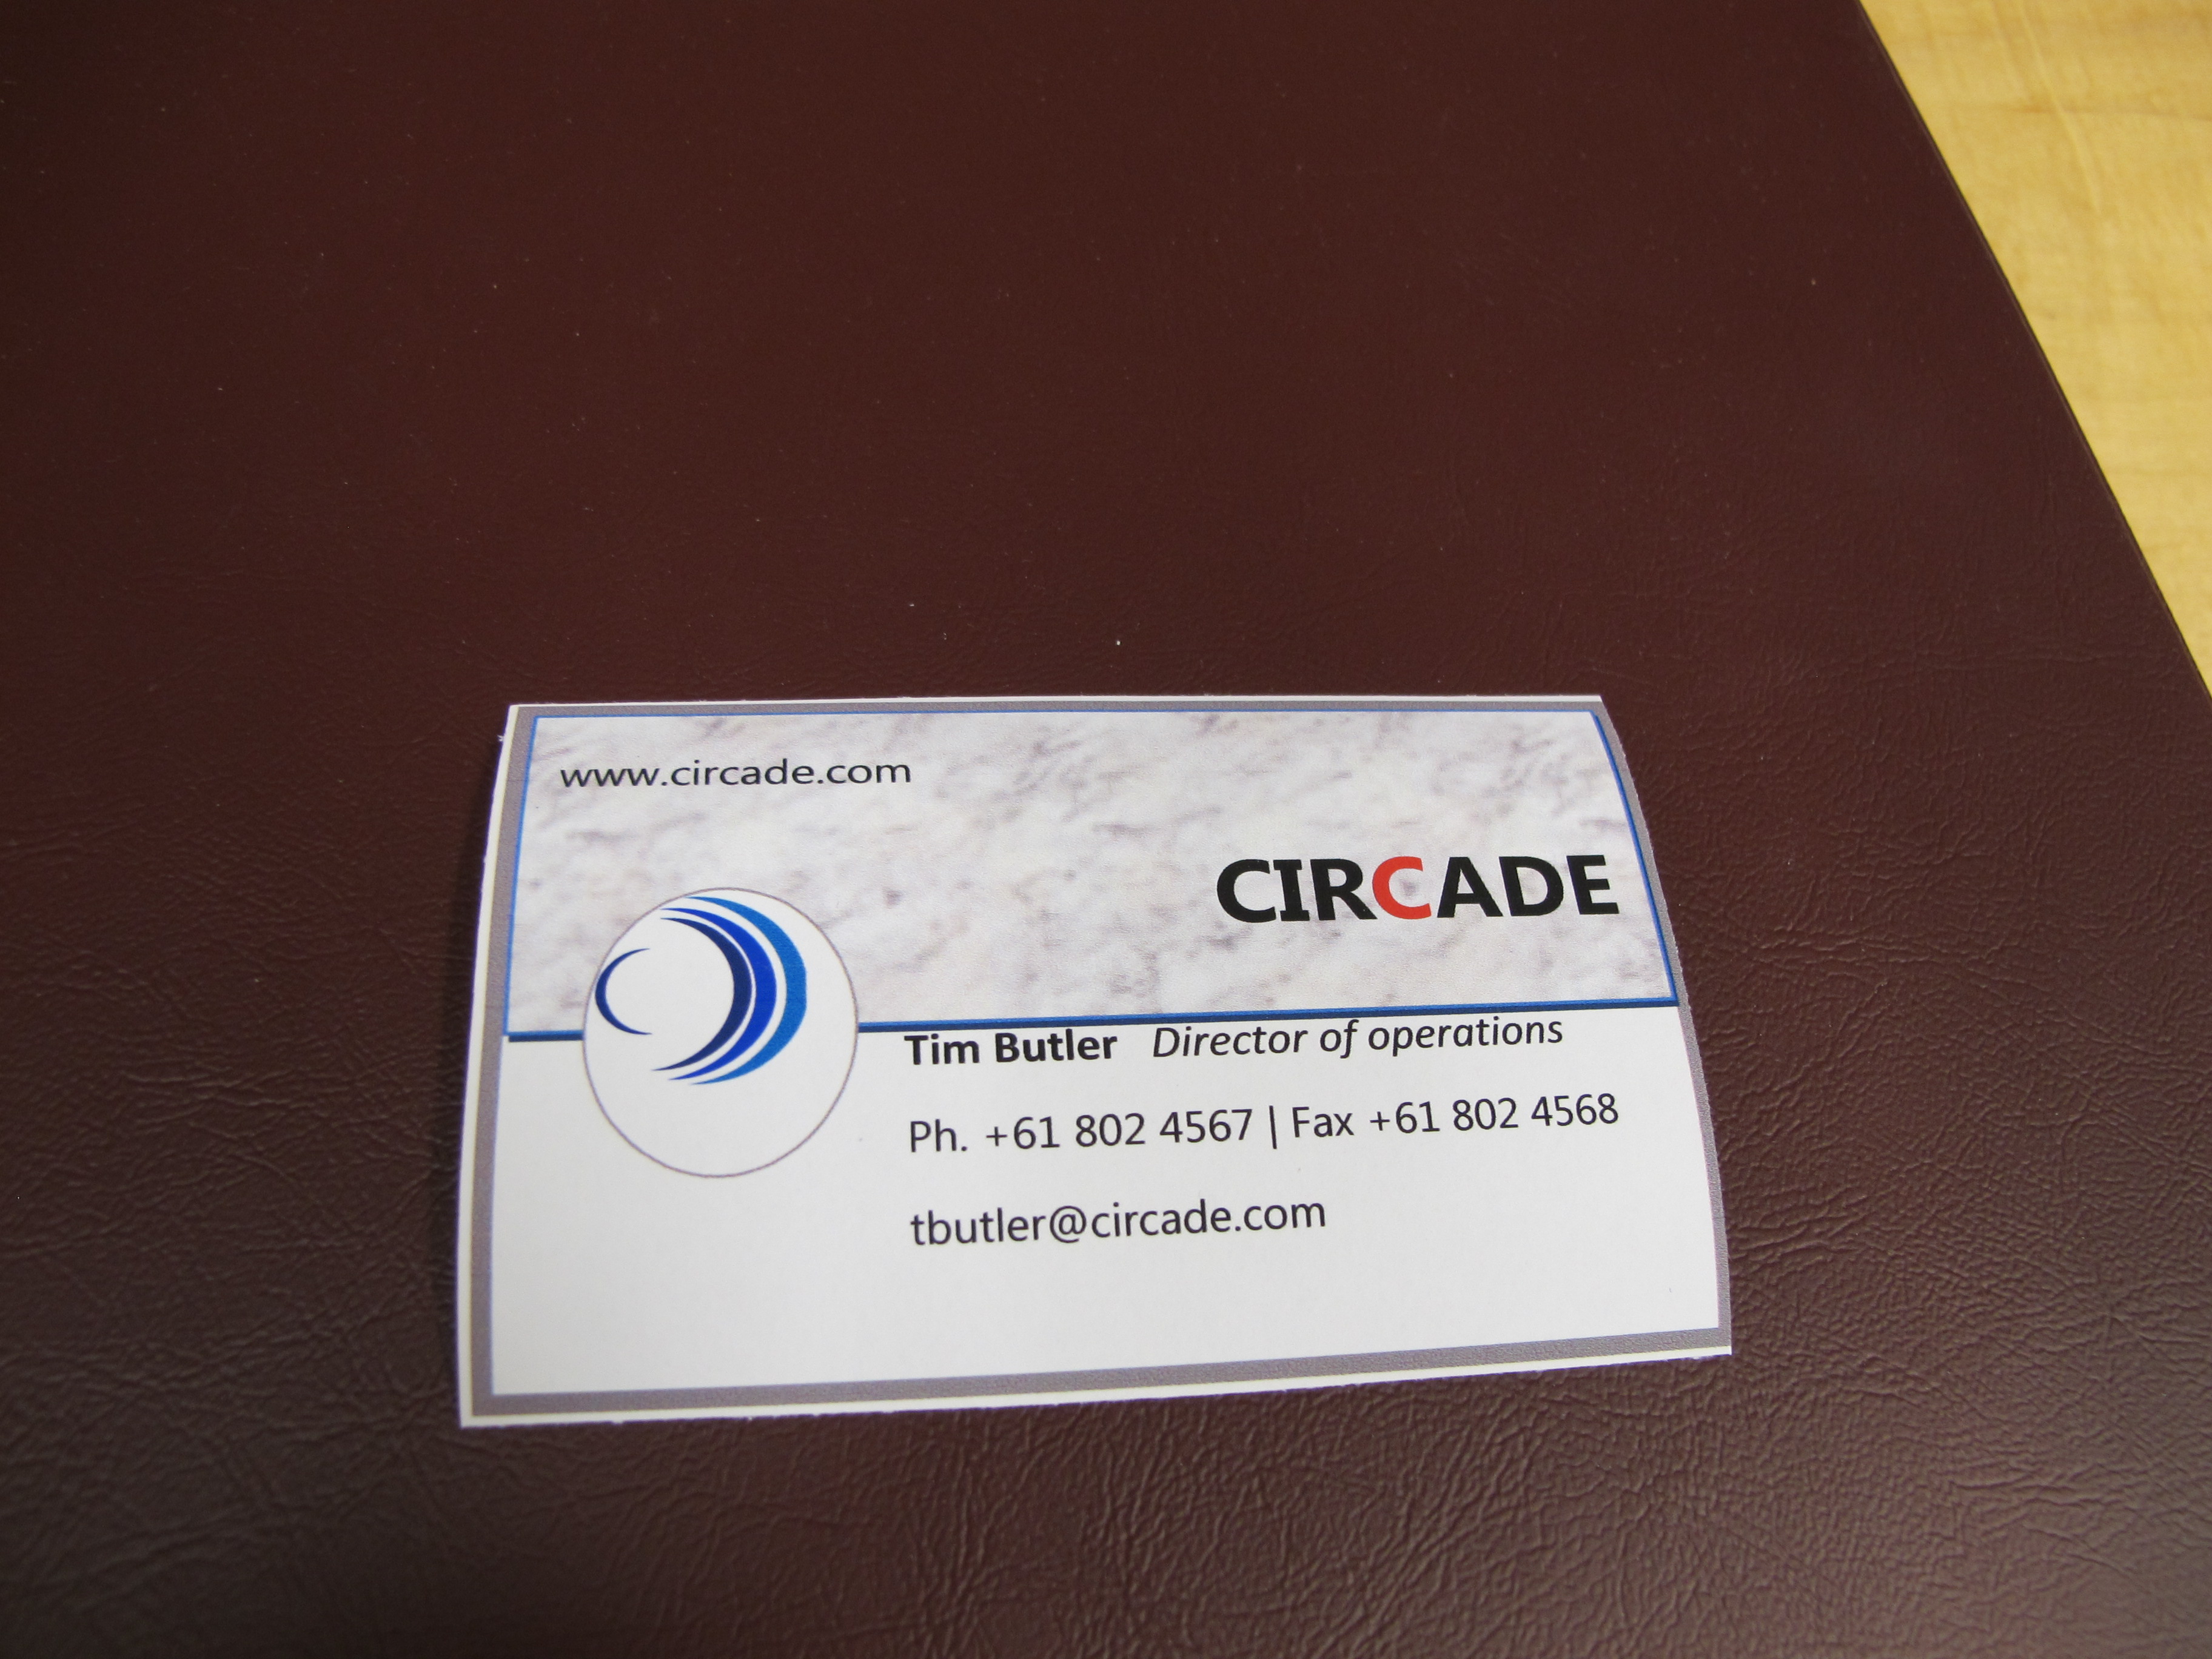 www.circade.com
CIRCADE
Tim Butler Director of operations
Ph. +61 802 4567 | Fax +61 802 4568
tbutler@circade.com